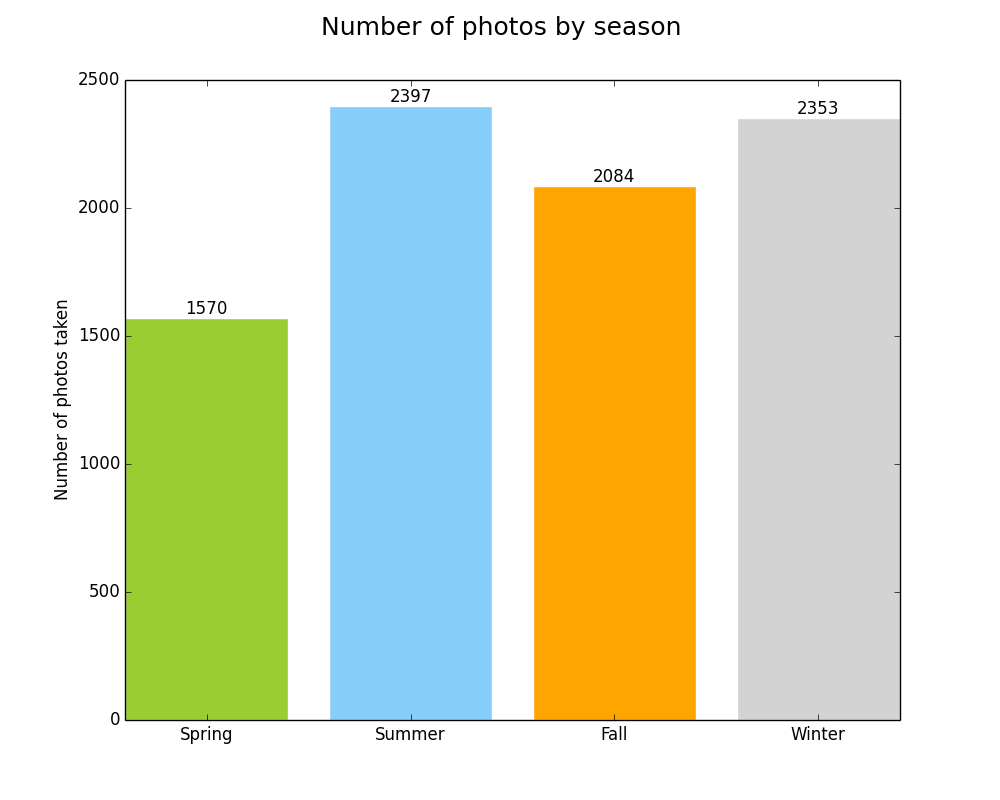 Number of photos by season
2500
2000
1500
1000
500
0
Number of photos taken
1570
2397
2084
2353
Spring
Summer
Fall
Winter